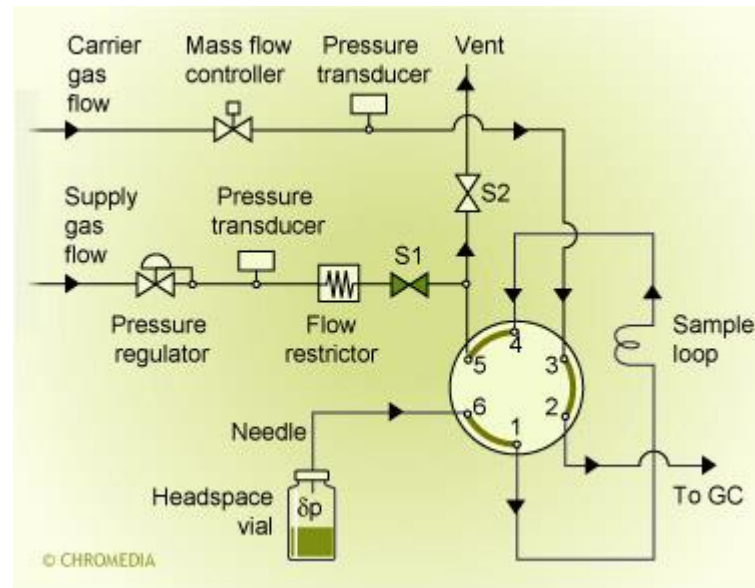 Carrier
gas
flow
Mass flow
controller
Pressure
transducer
Vent
Supply
gas
flow
Pressure
transducer
S1
S2
Pressure
regulator
Flow
restrictor
Sample
loop
4
5
3
6
2
1
Needle
Headspace
vial
δp
To GC
© CHROMEDIA